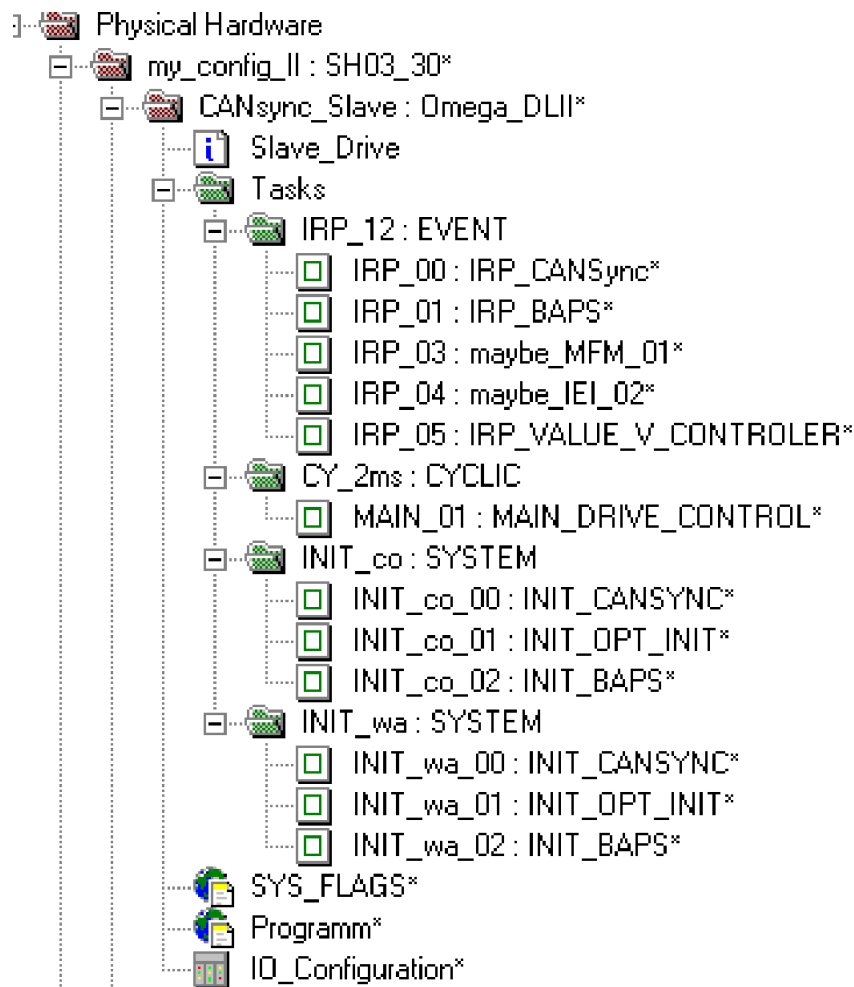 Physical Hardware
my_config_II : SH03_30*
CANsync_Slave : Omega_DLII*
Slave_Drive
Tasks
IRP_12 : EVENT
IRP_00 : IRP_CANSync*
IRP_01 : IRP_BAPS*
IRP_03 : maybe_MFM_01*
IRP_04 : maybe_IEI_02*
IRP_05 : IRP_VALUE_V_CONTROLER*
CY_2ms : CYCLIC
MAIN_01 : MAIN_DRIVE_CONTROL*
INIT_co : SYSTEM
INIT_co_00 : INIT_CANSYNC*
INIT_co_01 : INIT_OPT_INIT*
INIT_co_02 : INIT_BAPS*
INIT_wa : SYSTEM
INIT_wa_00 : INIT_CANSYNC*
INIT_wa_01 : INIT_OPT_INIT*
INIT_wa_02 : INIT_BAPS*
SYS_FLAGS*
Programm*
IO_Configuration*